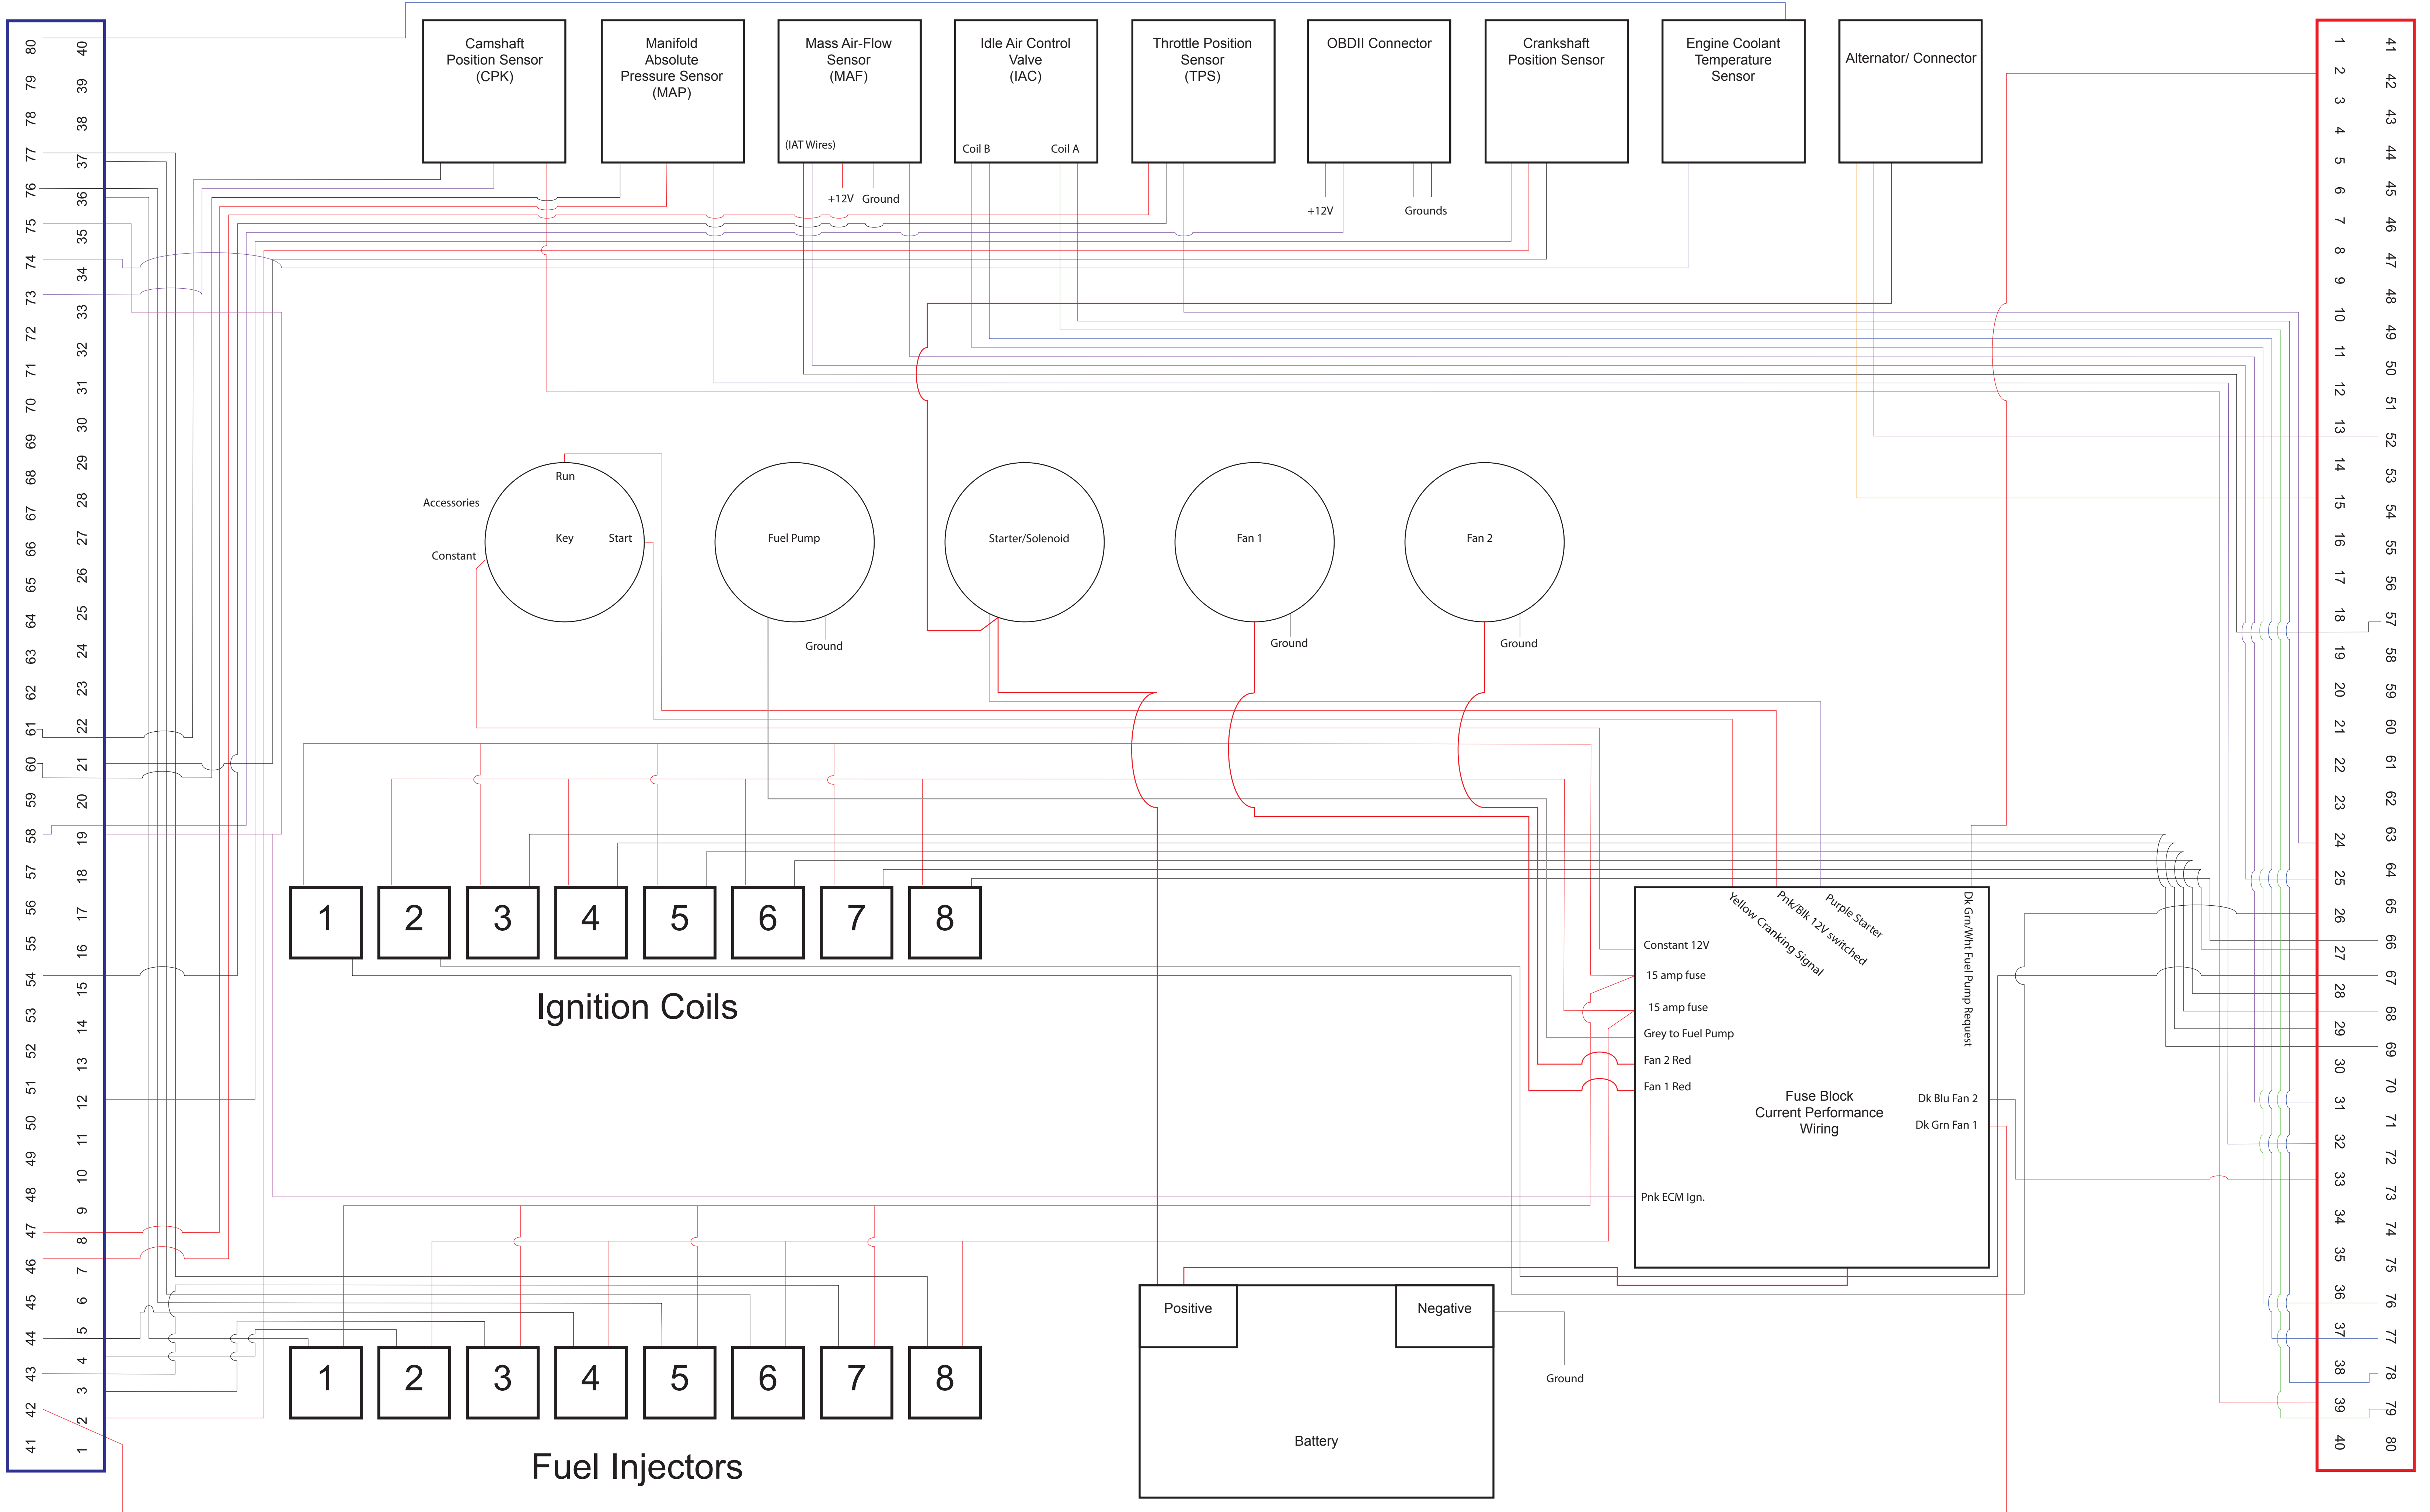 80
79
78
77
76
75
74
73
72
71
70
69
68
67
66
65
64
63
62
61
60
59
58
57
56
55
54
53
52
51
50
49
48
47
46
45
44
43
42
41
40
39
38
37
36
35
34
33
32
31
30
29
28
27
26
25
24
23
22
21
20
19
18
17
16
15
14
13
12
11
10
9
8
7
6
5
4
3
2
1
Camshaft
Position Sensor
(CPK)
Manifold
Absolute
Pressure Sensor
(MAP)
Mass Air-Flow
Sensor
(MAF)
(IAT Wires)
+12V
Ground
Idle Air Control
Valve
(IAC)
Coil B
Coil A
Throttle Position
Sensor
(TPS)
OBDII Connector
+12V
Grounds
Crankshaft
Position Sensor
Engine Coolant
Temperature
Sensor
Alternator/ Connector
Run
Accessories
Key
Start
Constant
Fuel Pump
Ground
Starter/Solenoid
Fan 1
Ground
Fan 2
Ground
1
2
3
4
5
6
7
8
Ignition Coils
Yellow Cranking Signal
Pnk/Blk 12V switched
Purple Starter
Dk Grn/Wht Fuel Pump Request
Constant 12V
15 amp fuse
15 amp fuse
Grey to Fuel Pump
Fan 2 Red
Fan 1 Red
Fuse Block
Current Performance
Wiring
Dk Blu Fan 2
Dk Grn Fan 1
Pnk ECM Ign.
1
2
3
4
5
6
7
8
Fuel Injectors
Positive
Negative
Ground
Battery
1
2
3
4
5
6
7
8
9
10
11
12
13
14
15
16
17
18
19
20
21
22
23
24
25
26
27
28
29
30
31
32
33
34
35
36
37
38
39
40
41
42
43
44
45
46
47
48
49
50
51
52
53
54
55
56
57
58
59
60
61
62
63
64
65
66
67
68
69
70
71
72
73
74
75
76
77
78
79
80